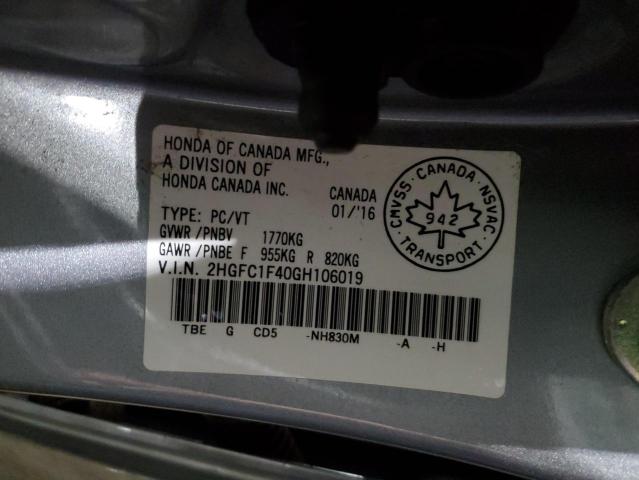 HONDA OF CANADA MFG.,
A DIVISION OF
HONDA CANADA INC.
CANADA
01/'16
TYPE: PC/VT
GVWR/PNBV 1770KG
GAWR/PNBE F 955KG R 820KG
V.I.N. 2HGFC1F40GH106019
TBE G CD5 -NH830M -A -H
CMVSS · CANADA · NSVAC
942
TRANSPORT